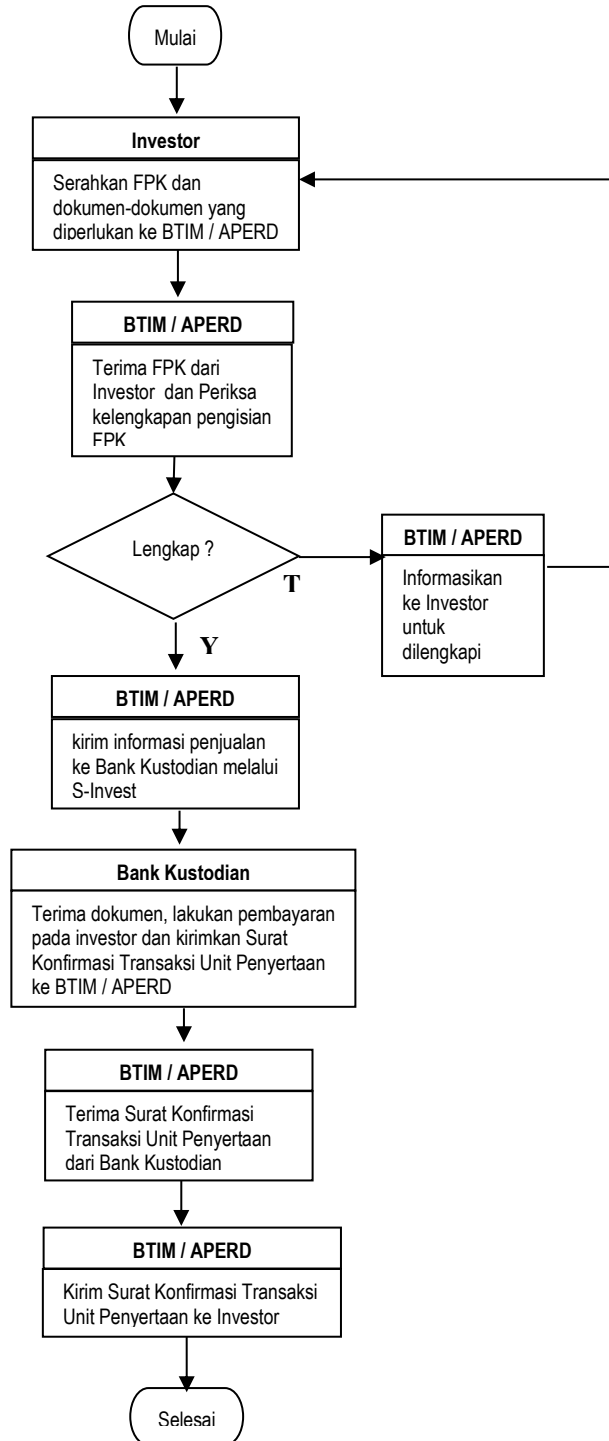 Mulai
Investor
Serahkan FPK dan
dokumen-dokumen yang
diperlukan ke BTIM / APERD
BTIM / APERD
Terima FPK dari
Investor dan Periksa
kelengkapan pengisian
FPK
Lengkap ?
T
BTIM / APERD
Informasikan
ke Investor
untuk
dilengkapi
Y
BTIM / APERD
kirim informasi penjualan
ke Bank Kustodian melalui
S-Invest
Bank Kustodian
Terima dokumen, lakukan pembayaran
pada investor dan kirimkan Surat
Konfirmasi Transaksi Unit Penyertaan
ke BTIM / APERD
BTIM / APERD
Terima Surat Konfirmasi
Transaksi Unit Penyertaan
dari Bank Kustodian
BTIM / APERD
Kirim Surat Konfirmasi Transaksi
Unit Penyertaan ke Investor
Selesai